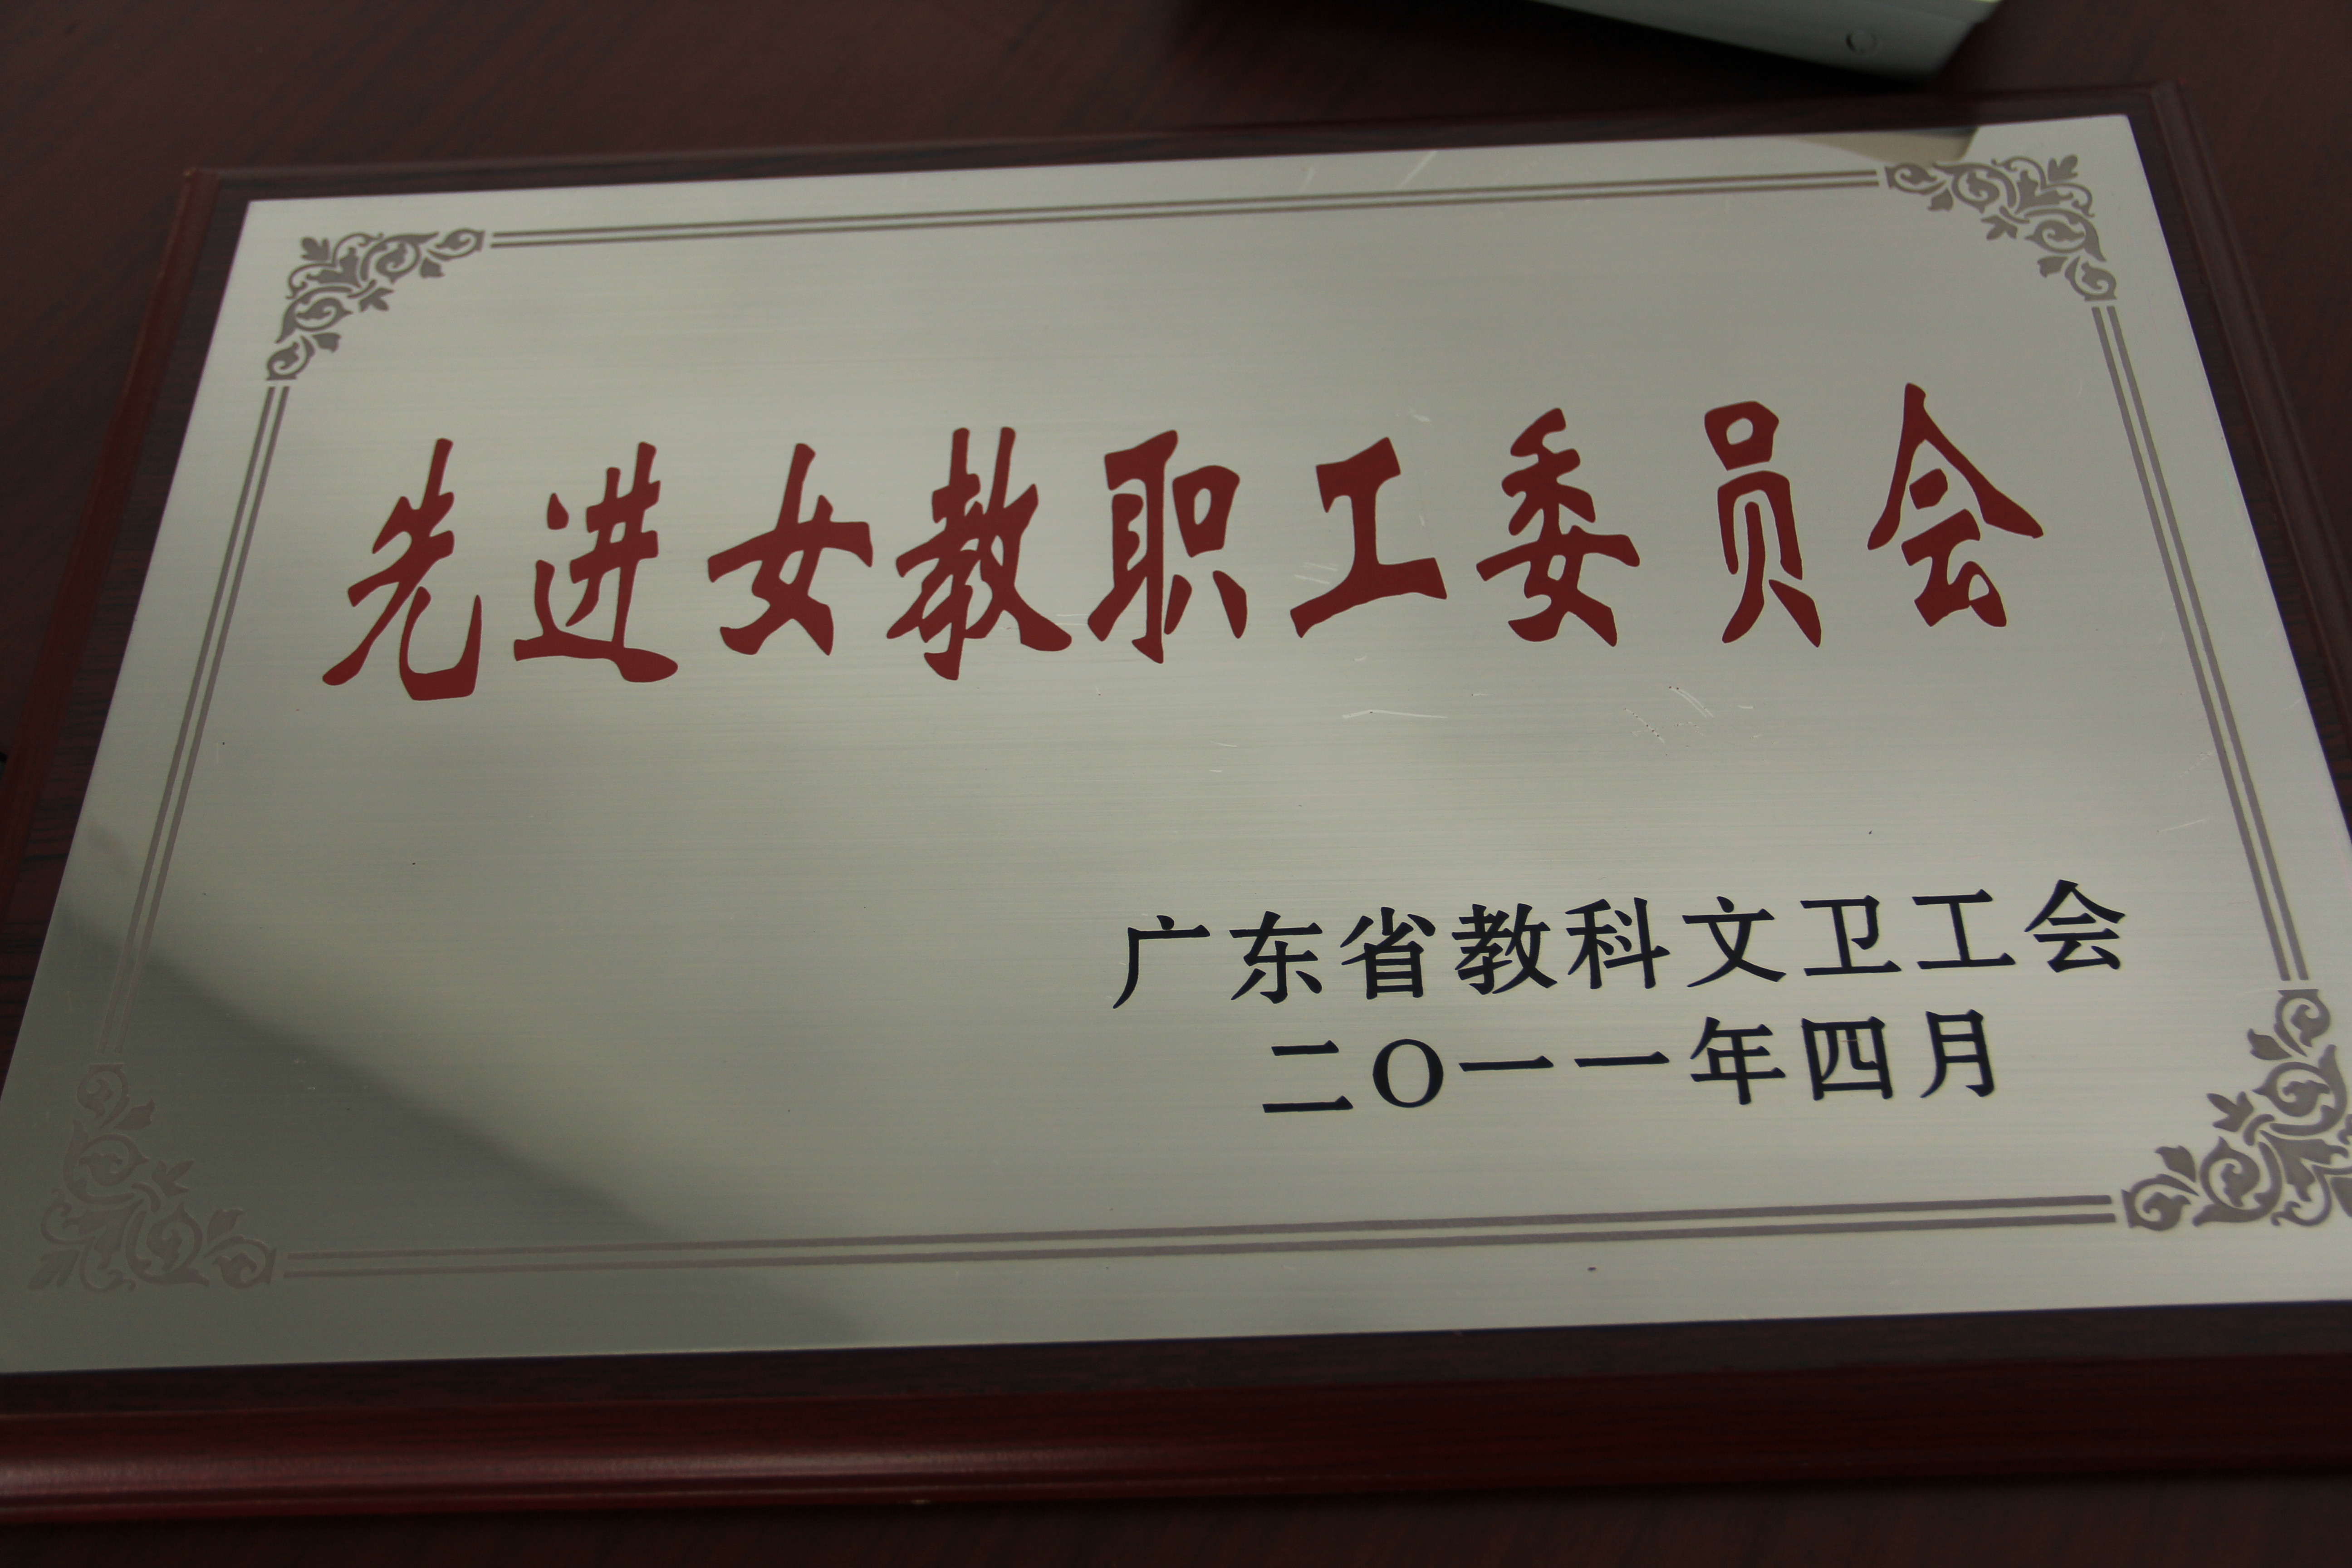 先进女教职工委员会
广东省教科文卫工会
二〇一一年四月